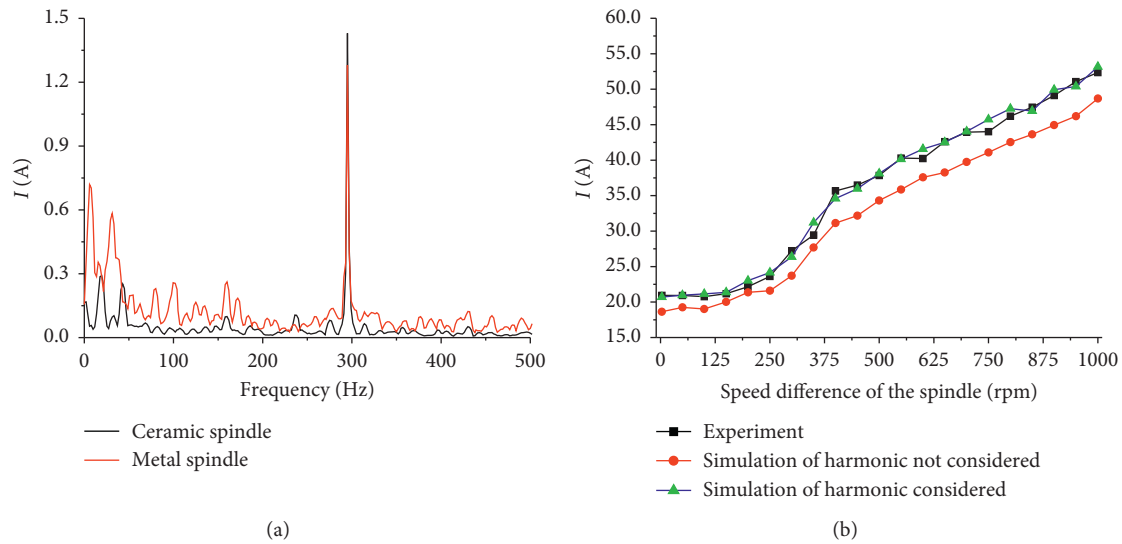 1.5
1.2
0.9
0.6
0.3
0.0
I (A)
0
100
200
300
400
500
Frequency (Hz)
Ceramic spindle
Metal spindle
(a)
60.0
55.0
50.0
45.0
40.0
35.0
30.0
25.0
20.0
15.0
I (A)
0
125
250
375
500
625
750
875
1000
Speed difference of the spindle (rpm)
Experiment
Simulation of harmonic not considered
Simulation of harmonic considered
(b)